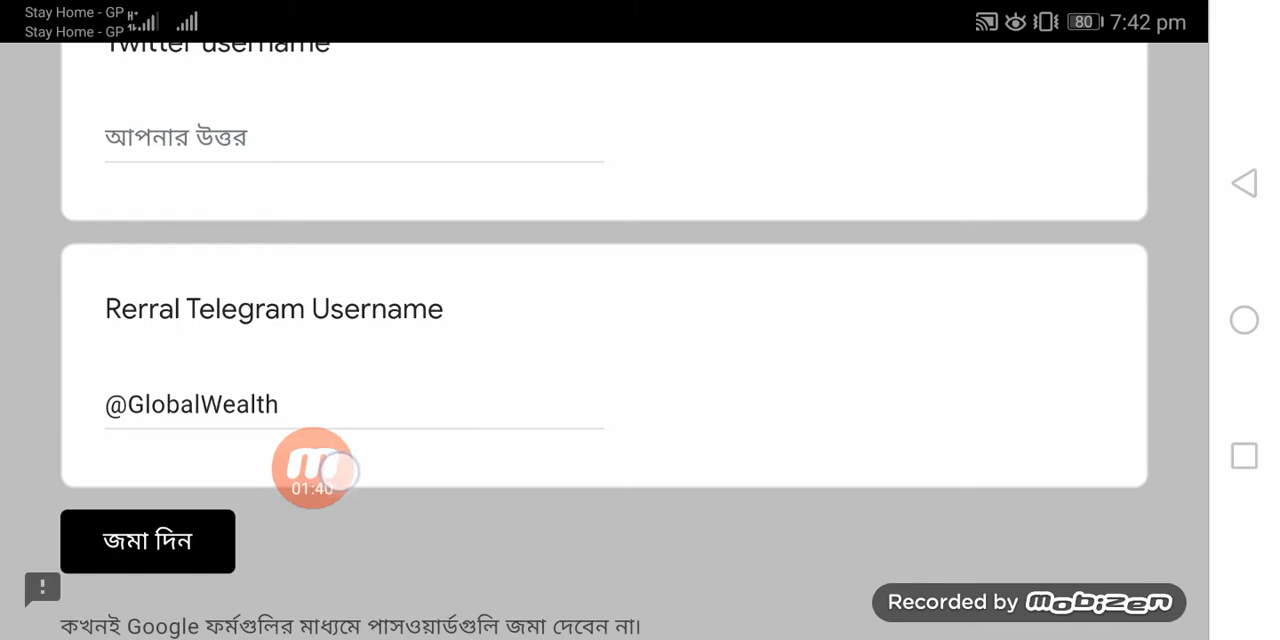 Stay Home - GP
Stay Home - GP
H+
80
7:42 pm
Twitter username
আপনার উত্তর
Rerral Telegram Username
@GlobalWealth
m
01:40
জমা দিন
!
Recorded by mobizen
কখনই Google ফর্মগুলির মাধ্যমে পাসওয়ার্ডগুলি জমা দেবেন না।